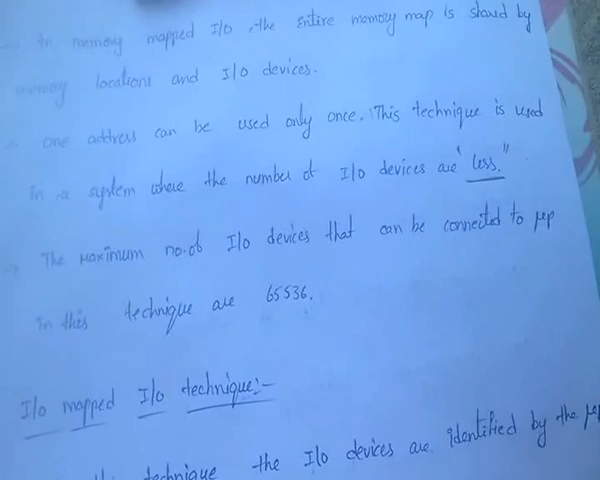 → In memory mapped I/o , the Entire memory map is shared by
memory locations and I/o devices.
→ one address can be used only once. This technique is used
in a system where the number of I/o devices are "less."
→ The Maximum no.of I/o devices that can be connected to μp
in this technique are 65536.
I/o mapped I/o technique:-
technique the I/o devices are identified by the μp